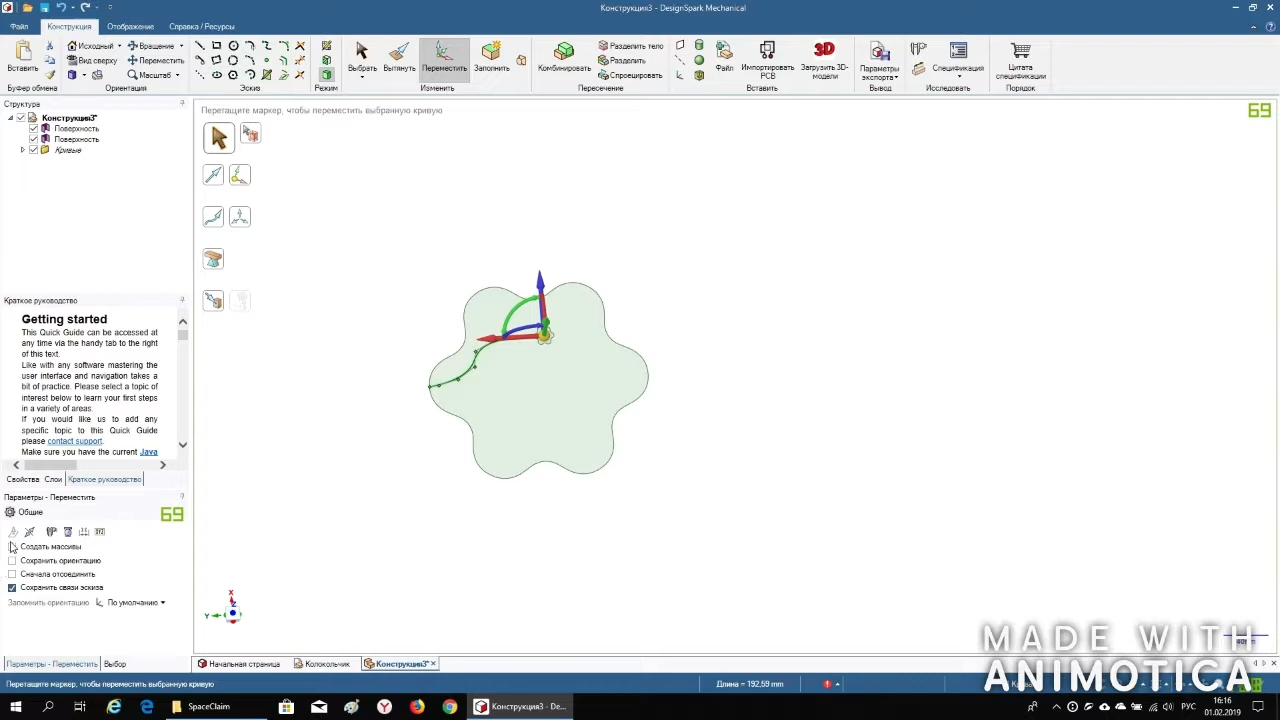 Конструкция3 - DesignSpark Mechanical
Файл
Конструкция
Отображение
Справка / Ресурсы
Вставить
Исходный
Вид сверху
Вращение
Переместить
Масштаб
Выбрать
Вытянуть
Переместить
Заполнить
Комбинировать
Разделить тело
Разделить
Спроецировать
Файл
Импортировать PCB
Загрузить 3D-модели
Параметры экспорта
Спецификация
Цитата спецификации
Буфер обмена
Ориентация
Эскиз
Режим
Изменить
Пересечение
Вставить
Вывод
Исследовать
Порядок
Структура
Конструкция3*
Поверхность
Поверхность
Кривые
Перетащите маркер, чтобы переместить выбранную кривую
69
Краткое руководство
Getting started
This Quick Guide can be accessed at
any time via the handy tab to the right
of this text.
Like with any software mastering the
user interface and navigation takes a
bit of practice. Please select a topic of
interest below to learn your first steps
in a variety of areas.
If you would like us to add any
specific topic to this Quick Guide
please contact support.
Make sure you have the current Java
Свойства
Слои
Краткое руководство
Параметры - Переместить
Общие
69
Создать массивы
Сохранить ориентацию
Сначала отсоединить
Сохранить связи эскиза
Запомнить ориентацию
По умолчанию
X
Z
Y
Параметры - Переместить
Выбор
Начальная страница
Колокольчик
Конструкция3*
Перетащите маркер, чтобы переместить выбранную кривую
Длина = 192,59 mm
MADE WITH
ANIMOTICA
SpaceClaim
Конструкция3 - De...
РУС
16:16
01.02.2019